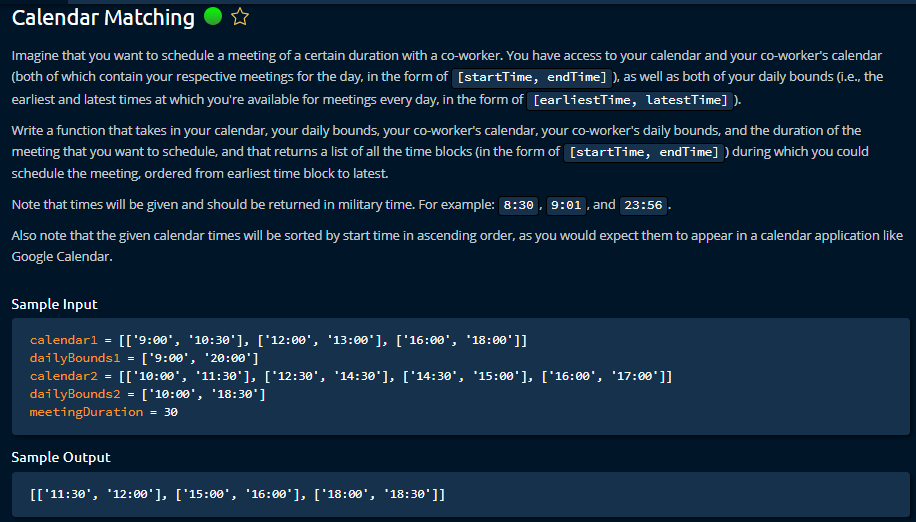 Calendar Matching
Imagine that you want to schedule a meeting of a certain duration with a co-worker. You have access to your calendar and your co-worker's calendar
(both of which contain your respective meetings for the day, in the form of [startTime, endTime] ), as well as both of your daily bounds (i.e., the
earliest and latest times at which you're available for meetings every day, in the form of [earliestTime, latestTime] ).
Write a function that takes in your calendar, your daily bounds, your co-worker's calendar, your co-worker's daily bounds, and the duration of the
meeting that you want to schedule, and that returns a list of all the time blocks (in the form of [startTime, endTime] ) during which you could
schedule the meeting, ordered from earliest time block to latest.
Note that times will be given and should be returned in military time. For example: 8:30 , 9:01 , and 23:56 .
Also note that the given calendar times will be sorted by start time in ascending order, as you would expect them to appear in a calendar application like
Google Calendar.
Sample Input
calendar1 = [['9:00', '10:30'], ['12:00', '13:00'], ['16:00', '18:00']]
dailyBounds1 = ['9:00', '20:00']
calendar2 = [['10:00', '11:30'], ['12:30', '14:30'], ['14:30', '15:00'], ['16:00', '17:00']]
dailyBounds2 = ['10:00', '18:30']
meetingDuration = 30
Sample Output
[['11:30', '12:00'], ['15:00', '16:00'], ['18:00', '18:30']]